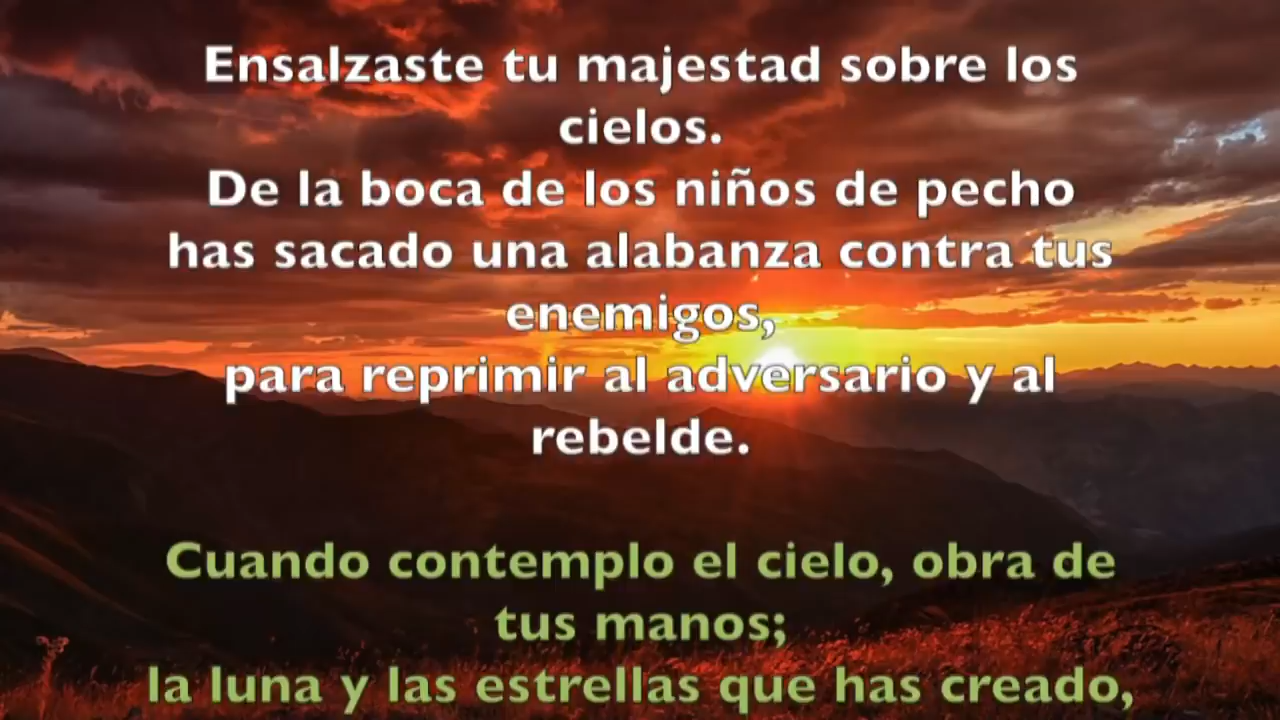 Ensalzaste tu majestad sobre los
cielos.
De la boca de los niños de pecho
has sacado una alabanza contra tus
enemigos,
para reprimir al adversario y al
rebelde.
Cuando contemplo el cielo, obra de
tus manos;
la luna y las estrellas que has creado,